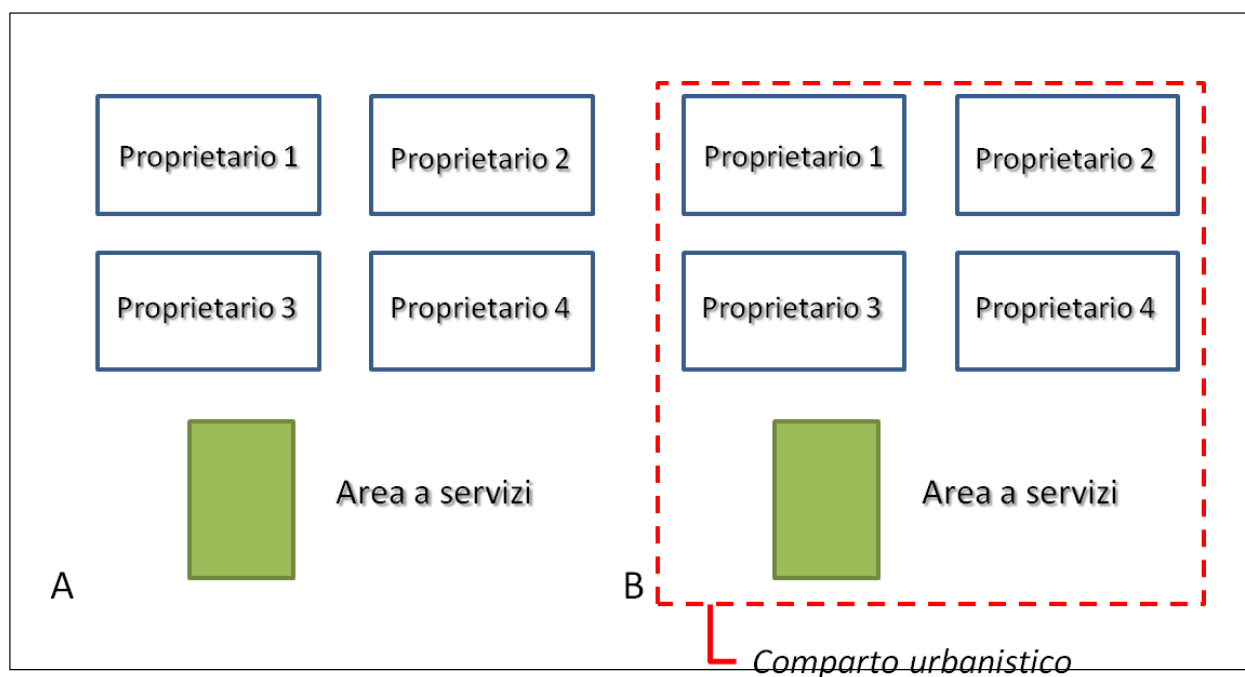 Proprietario 1
Proprietario 2
Proprietario 1
Proprietario 2
Proprietario 3
Proprietario 4
Proprietario 3
Proprietario 4
Area a servizi
Area a servizi
A
B
Comparto urbanistico